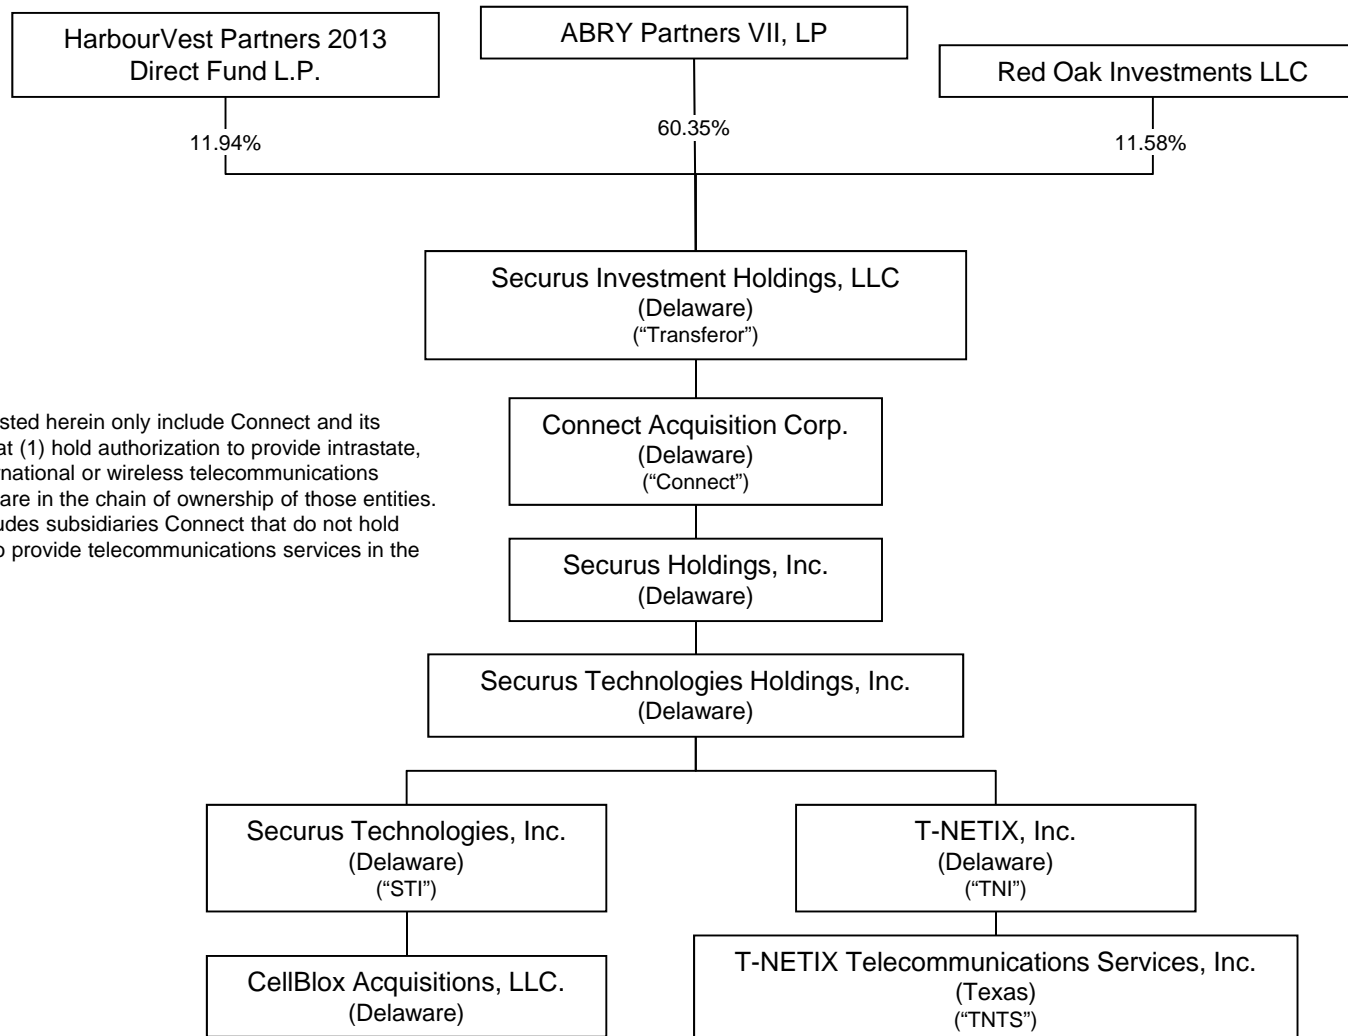 HarbourVest Partners 2013
Direct Fund L.P.
ABRY Partners VII, LP
Red Oak Investments LLC
11.94%
60.35%
11.58%
Securus Investment Holdings, LLC
(Delaware)
(“Transferor”)
sted herein only include Connect and its
at (1) hold authorization to provide intrastate,
rnational or wireless telecommunications
are in the chain of ownership of those entities.
udes subsidiaries Connect that do not hold
o provide telecommunications services in the
Connect Acquisition Corp.
(Delaware)
(“Connect”)
Securus Holdings, Inc.
(Delaware)
Securus Technologies Holdings, Inc.
(Delaware)
Securus Technologies, Inc.
(Delaware)
(“STI”)
T-NETIX, Inc.
(Delaware)
(“TNI”)
CellBlox Acquisitions, LLC.
(Delaware)
T-NETIX Telecommunications Services, Inc.
(Texas)
(“TNTS”)